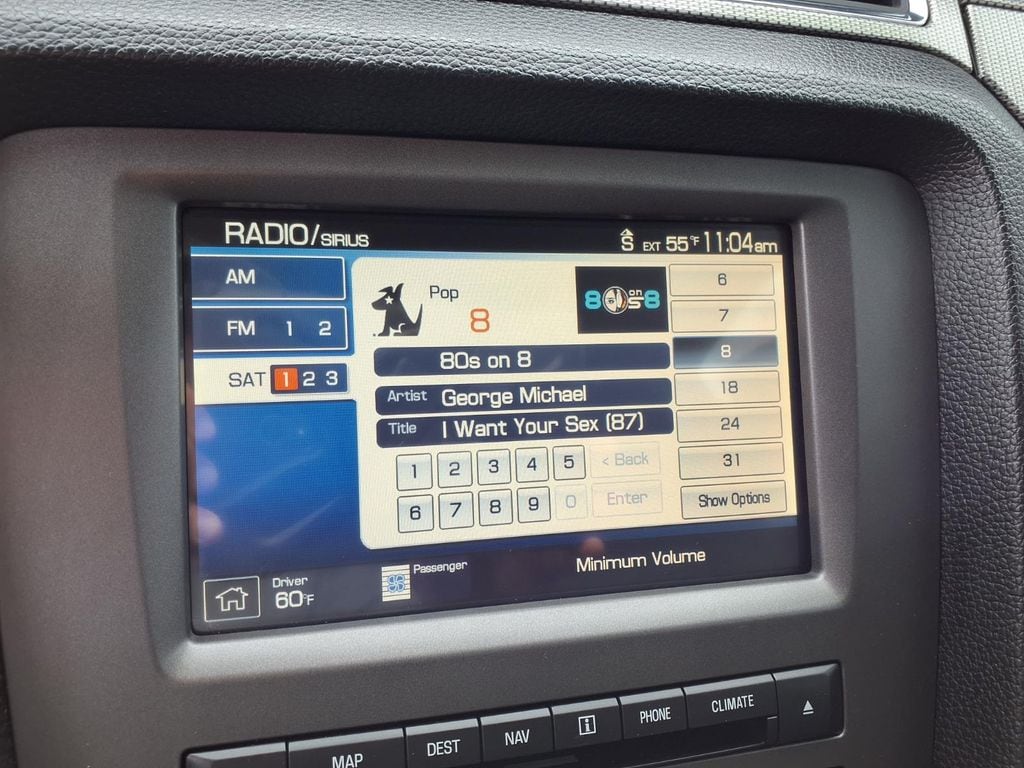 RADIO/SIRIUS
S EXT 55°F 11:04am
AM
FM 1 2
SAT 1 2 3
Pop
8
8 on 8
80s on 8
Artist George Michael
Title I Want Your Sex (87)
1 2 3 4 5 < Back
6 7 8 9 0 Enter
6
7
8
18
24
31
Show Options
Driver
60°F
Passenger
Minimum Volume
MAP
DEST
NAV
i
PHONE
CLIMATE